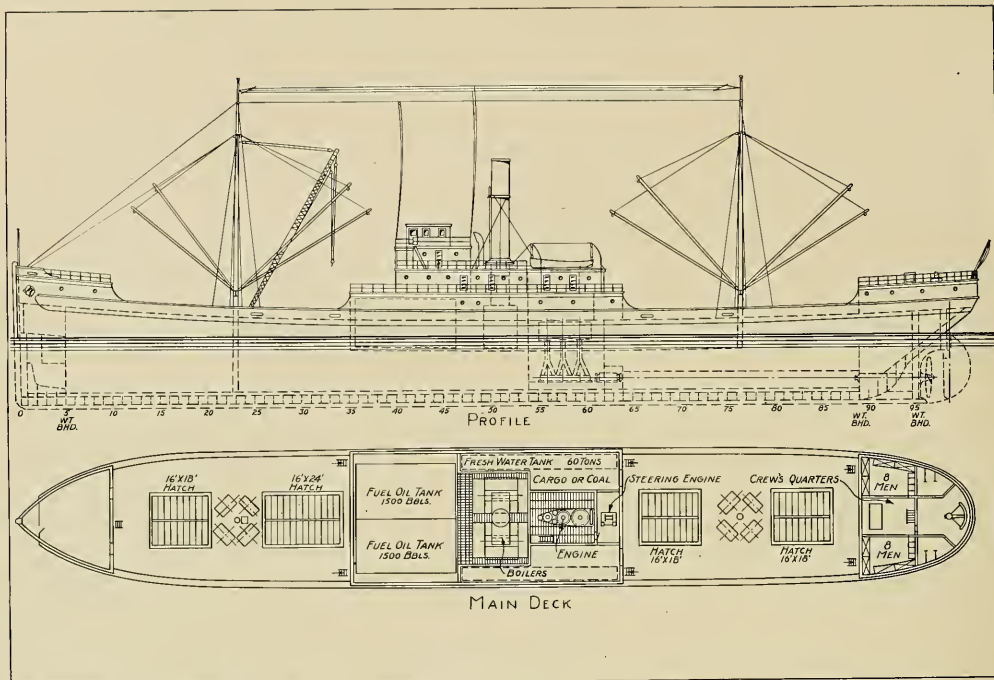 0 5 10 15 20 25 30 35 40 45 50 55 60 65 70 75 80 85 90 95
WT. BHD.
WT. BHD.
WT. BHD.
PROFILE
16'X18'
HATCH
16'X24'
HATCH
FUEL OIL TANK
1500 BBLS.
FUEL OIL TANK
1500 BBLS.
FRESH WATER TANK 60 TONS
CARGO OR COAL
STEERING ENGINE
ENGINE
BOILERS
HATCH
16'X18'
HATCH
16'X18'
CREW'S QUARTERS
8
MEN
8
MEN
MAIN DECK